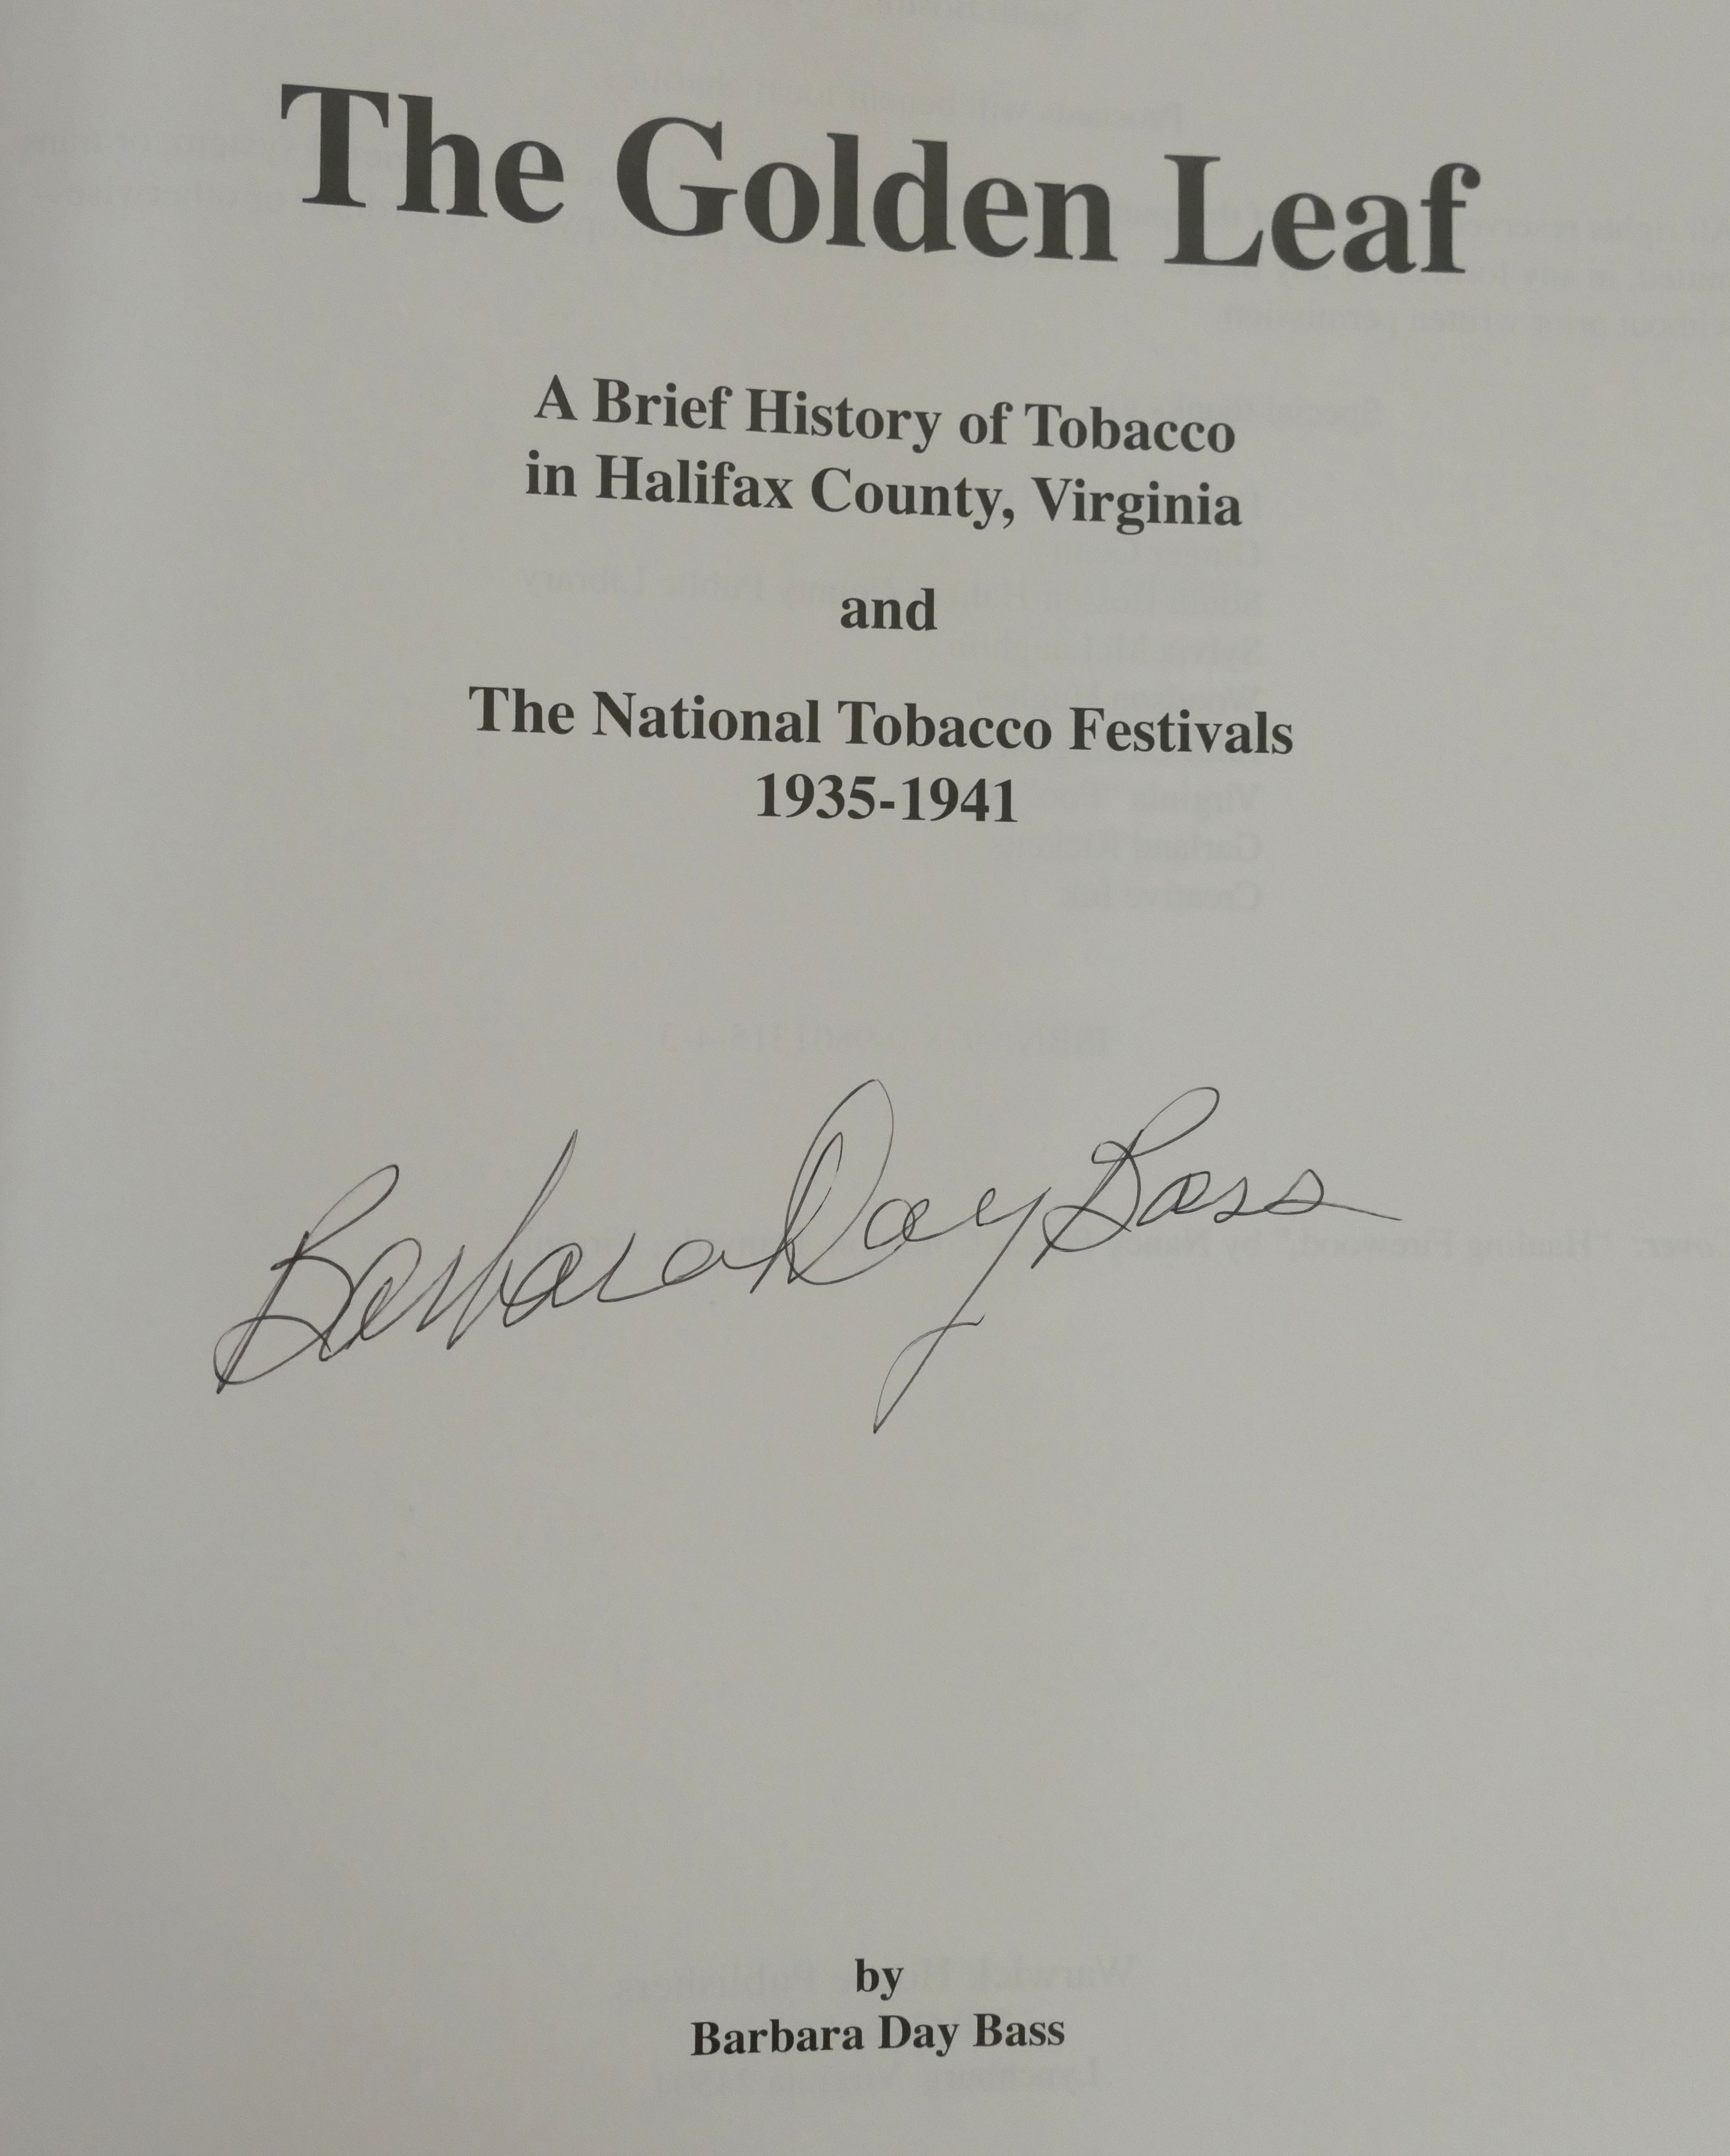 The Golden Leaf
A Brief History of Tobacco
in Halifax County, Virginia
and
The National Tobacco Festivals
1935-1941
Barbara Day Bass
by
Barbara Day Bass